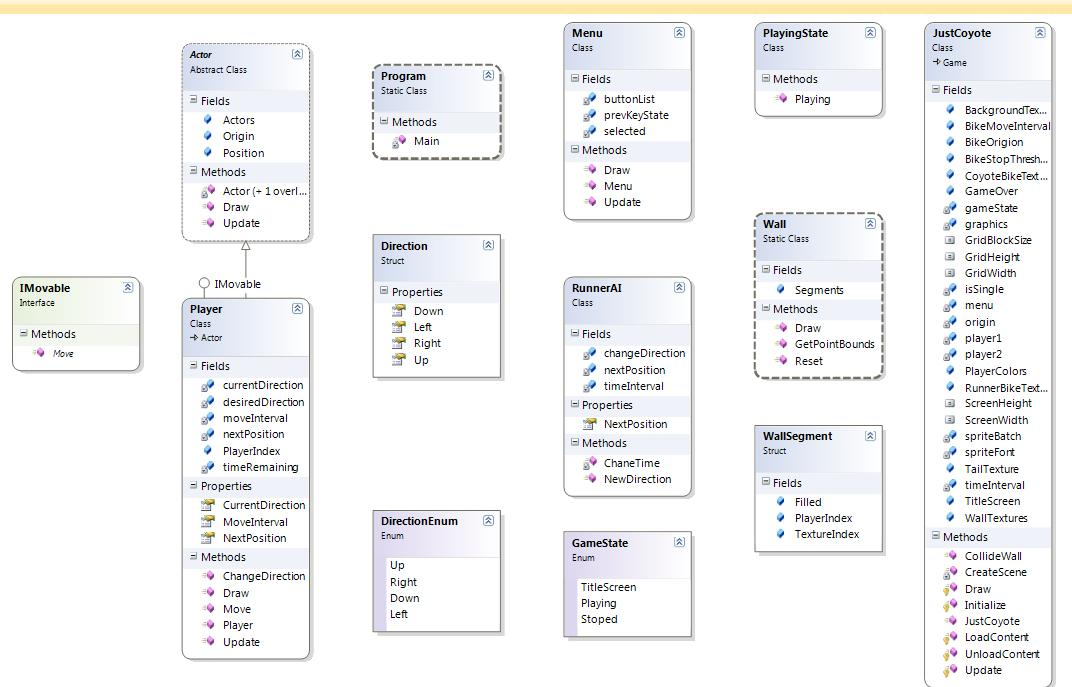 Actor
Abstract Class
Fields
Actors
Origin
Position
Methods
Actor (+ 1 overl...
Draw
Update
IMovable
Interface
Methods
Move
IMovable
Player
Class
Actor
Fields
currentDirection
desiredDirection
moveInterval
nextPosition
PlayerIndex
timeRemaining
Properties
CurrentDirection
MoveInterval
NextPosition
Methods
ChangeDirection
Draw
Move
Player
Update
Program
Static Class
Methods
Main
Direction
Struct
Properties
Down
Left
Right
Up
DirectionEnum
Enum
Up
Right
Down
Left
Menu
Class
Fields
buttonList
prevKeyState
selected
Methods
Draw
Menu
Update
RunnerAI
Class
Fields
changeDirection
nextPosition
timeInterval
Properties
NextPosition
Methods
ChaneTime
NewDirection
GameState
Enum
TitleScreen
Playing
Stoped
PlayingState
Class
Methods
Playing
Wall
Static Class
Fields
Segments
Methods
Draw
GetPointBounds
Reset
WallSegment
Struct
Fields
Filled
PlayerIndex
TextureIndex
JustCoyote
Class
Game
Fields
BackgroundTex...
BikeMoveInterval
BikeOrigion
BikeStopThresh...
CoyoteBikeText...
GameOver
gameState
graphics
GridBlockSize
GridHeight
GridWidth
isSingle
menu
origin
player1
player2
PlayerColors
RunnerBikeText...
ScreenHeight
ScreenWidth
spriteBatch
spriteFont
TailTexture
timeInterval
TitleScreen
WallTextures
Methods
CollideWall
CreateScene
Draw
Initialize
JustCoyote
LoadContent
UnloadContent
Update